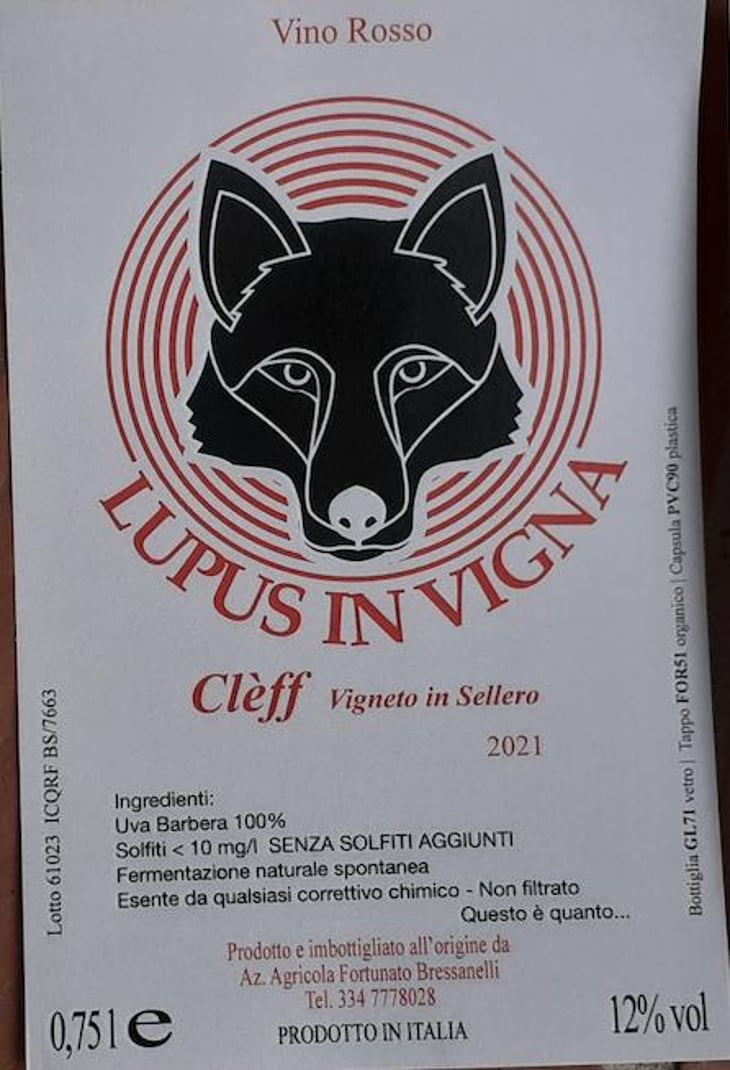 Vino Rosso
LUPUS IN VIGNA
Clèff Vigneto in Sellero
2021
Ingredienti:
Uva Barbera 100%
Solfiti < 10 mg/l SENZA SOLFITI AGGIUNTI
Fermentazione naturale spontanea
Esente da qualsiasi correttivo chimico - Non filtrato
Questo è quanto...
Prodotto e imbottigliato all'origine da
Az. Agricola Fortunato Bressanelli
Tel. 334 7778028
PRODOTTO IN ITALIA
0,75 l e
12% vol
Lotto 61023 ICQRF BS/7663
Bottiglia GL71 vetro | Tappo FOR51 organico | Capsula PVC90 plastica